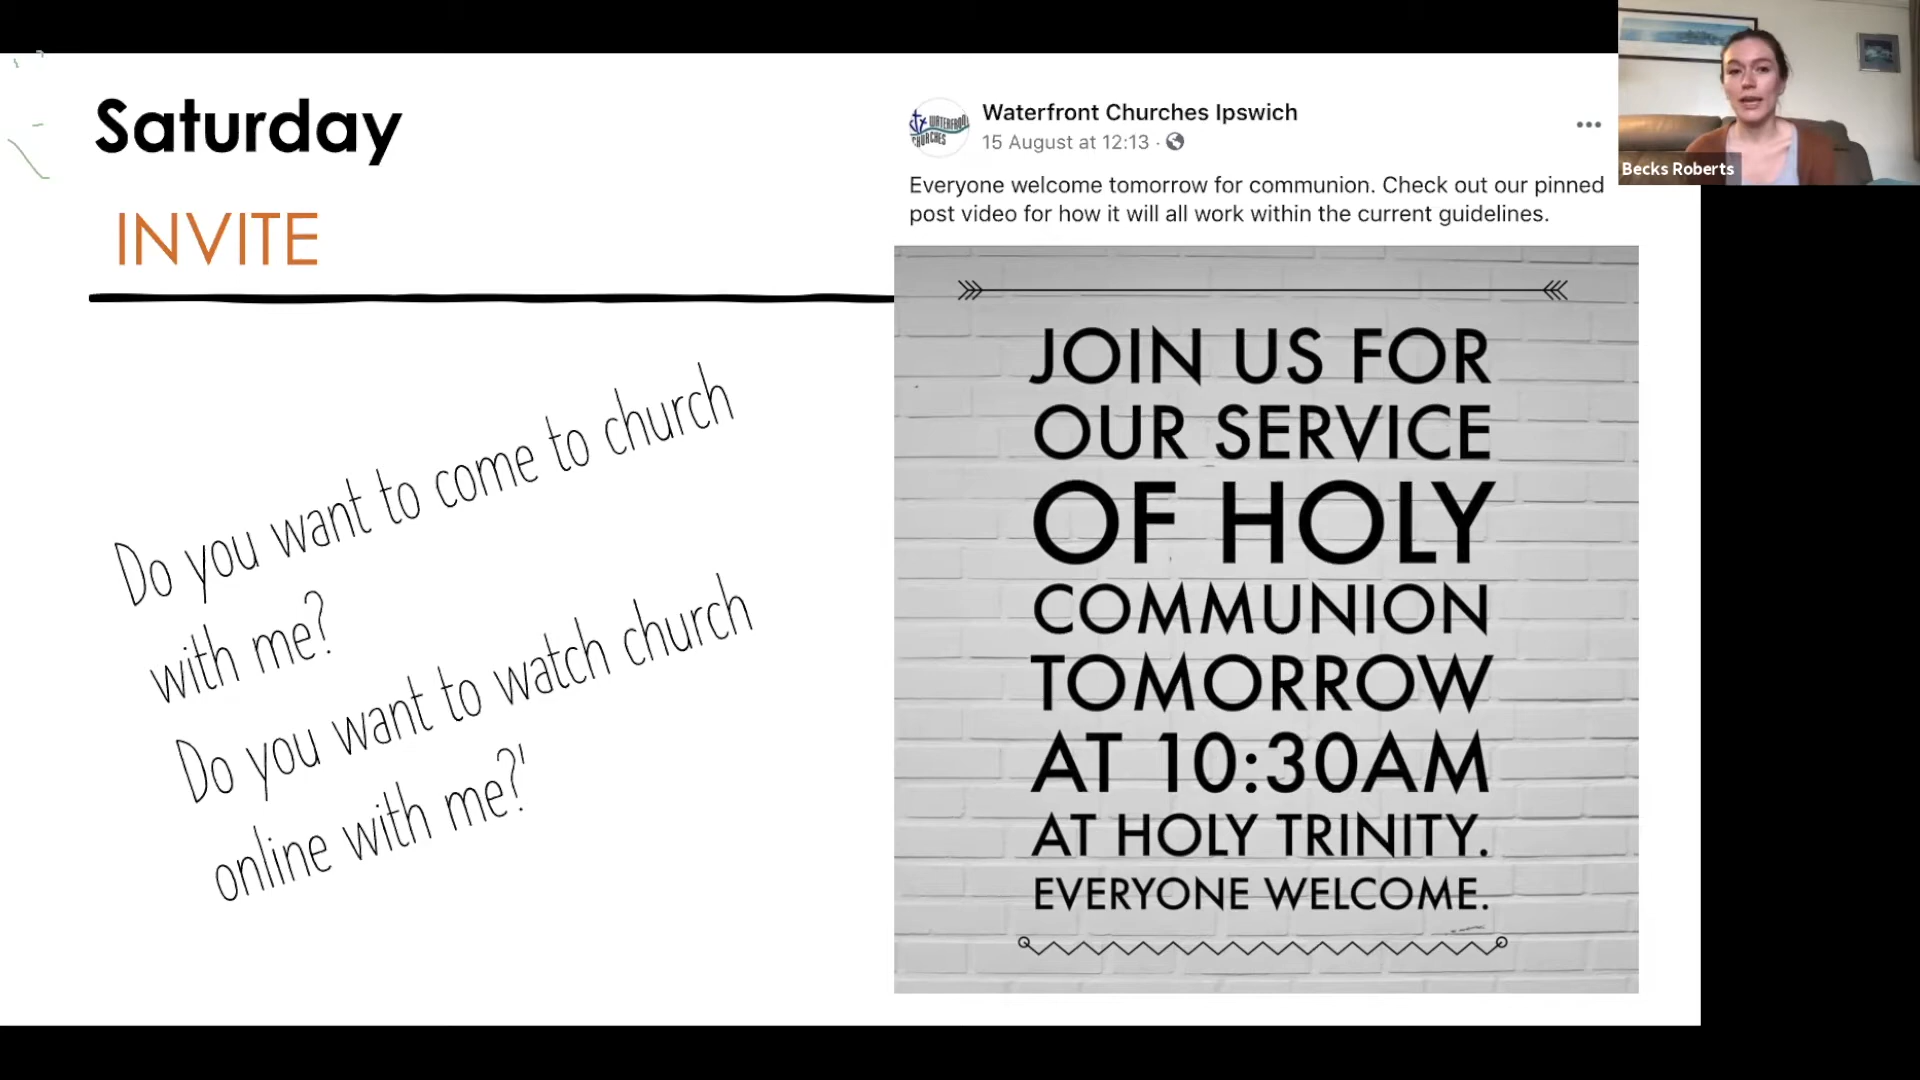 Saturday
INVITE
Do you want to come to church
with me?
Do you want to watch church
online with me?'
WATERFRONT
CHURCHES
Waterfront Churches Ipswich
15 August at 12:13 ·
Everyone welcome tomorrow for communion. Check out our pinned
post video for how it will all work within the current guidelines.
JOIN US FOR
OUR SERVICE
OF HOLY
COMMUNION
TOMORROW
AT 10:30AM
AT HOLY TRINITY.
EVERYONE WELCOME.
Becks Roberts